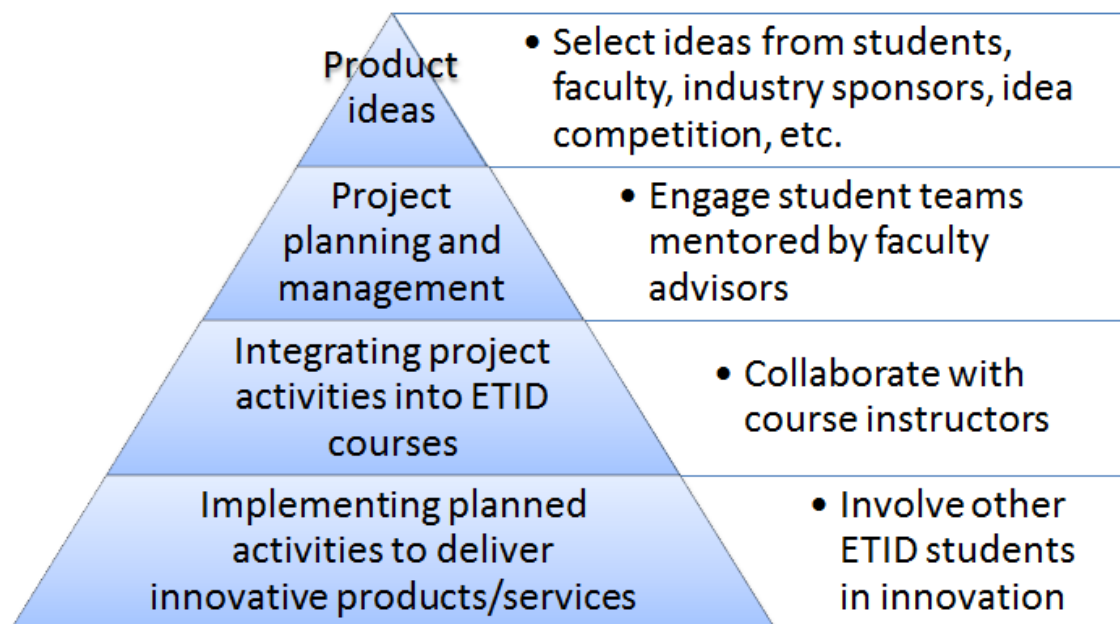 Product
ideas
• Select ideas from students,
faculty, industry sponsors, idea
competition, etc.
Project
planning and
management
• Engage student teams
mentored by faculty
advisors
Integrating project
activities into ETID
courses
• Collaborate with
course instructors
Implementing planned
activities to deliver
innovative products/services
• Involve other
ETID students
in innovation